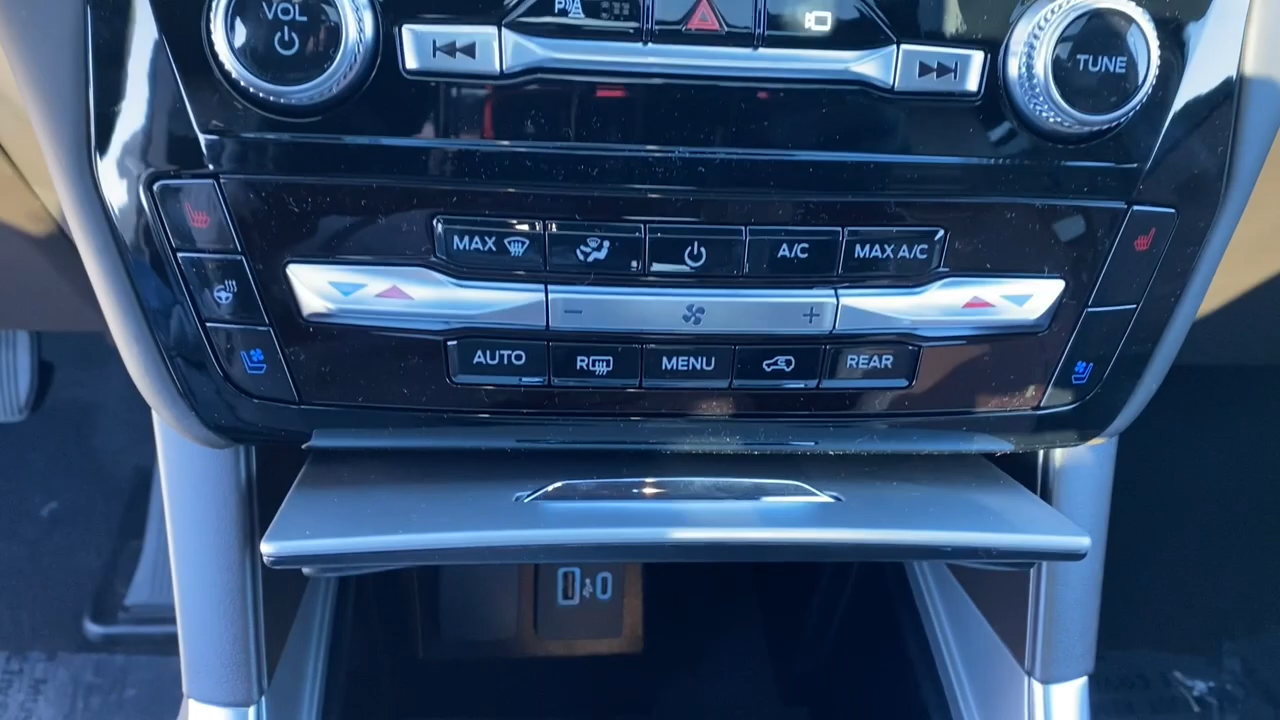 VOL
P
TUNE
MAX
A/C
MAX A/C
AUTO
R
MENU
REAR